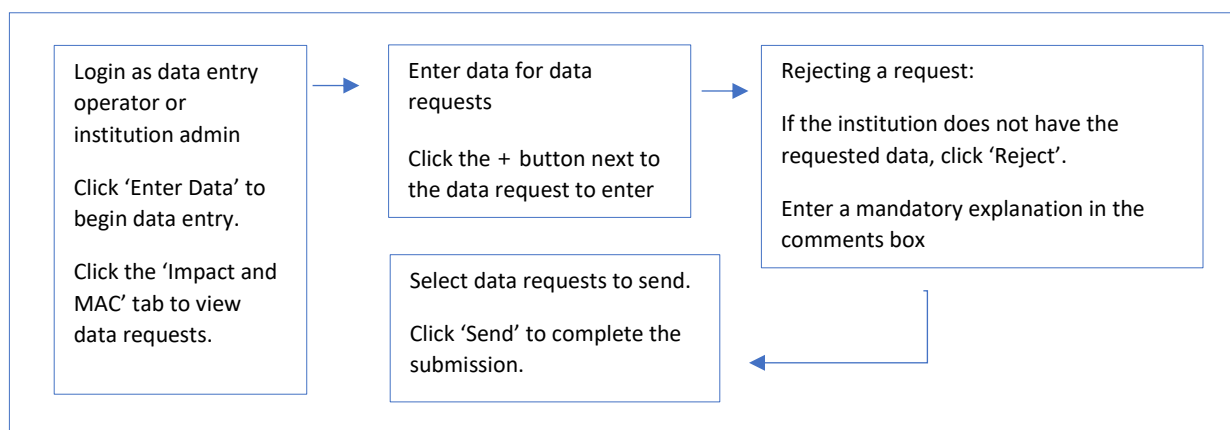 Login as data entry
operator or
institution admin
Click ‘Enter Data’ to
begin data entry.
Click the ‘Impact and
MAC’ tab to view
data requests.
Enter data for data
requests
Click the + button next to
the data request to enter
Rejecting a request:
If the institution does not have the
requested data, click ‘Reject’.
Enter a mandatory explanation in the
comments box
Select data requests to send.
Click ‘Send’ to complete the
submission.